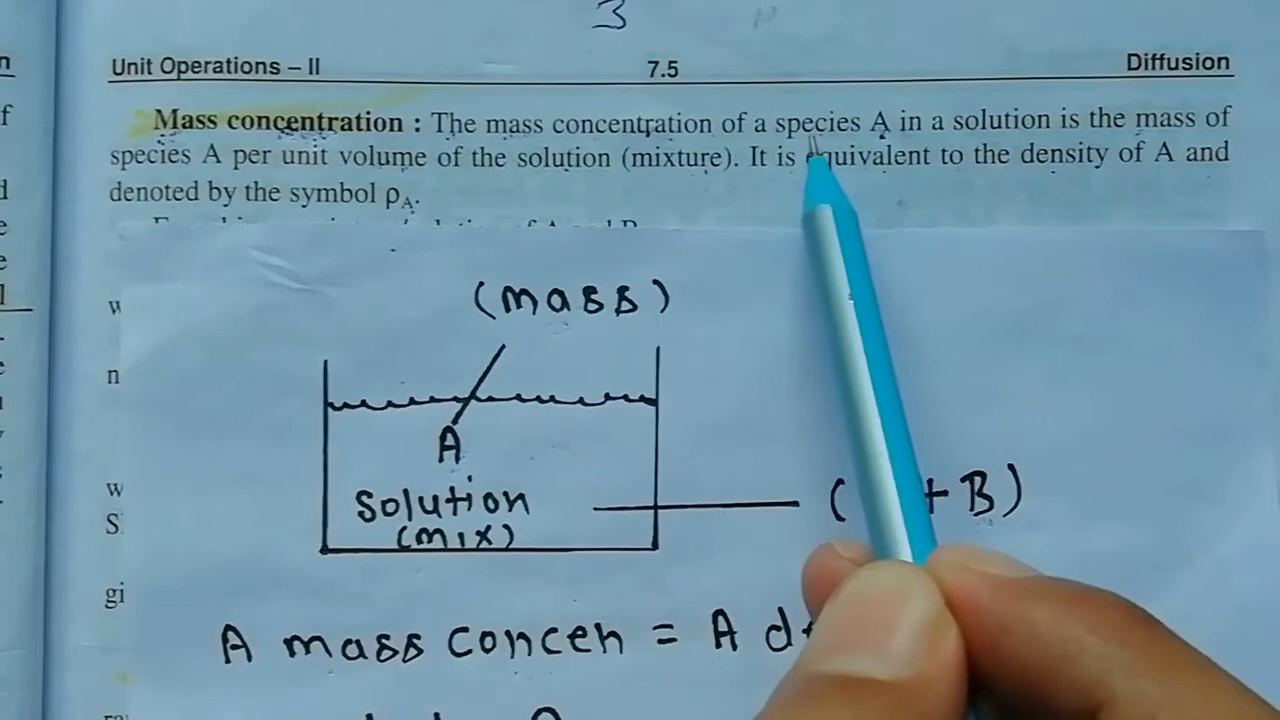 3
Unit Operations – II 7.5 Diffusion
Mass concentration : The mass concentration of a species A in a solution is the mass of
species A per unit volume of the solution (mixture). It is equivalent to the density of A and
denoted by the symbol ρA.
(mass)
A
Solution
(mix)
( + B)
A mass concen = A d
n
f
d
e
e
l
w
n
w
S
gi